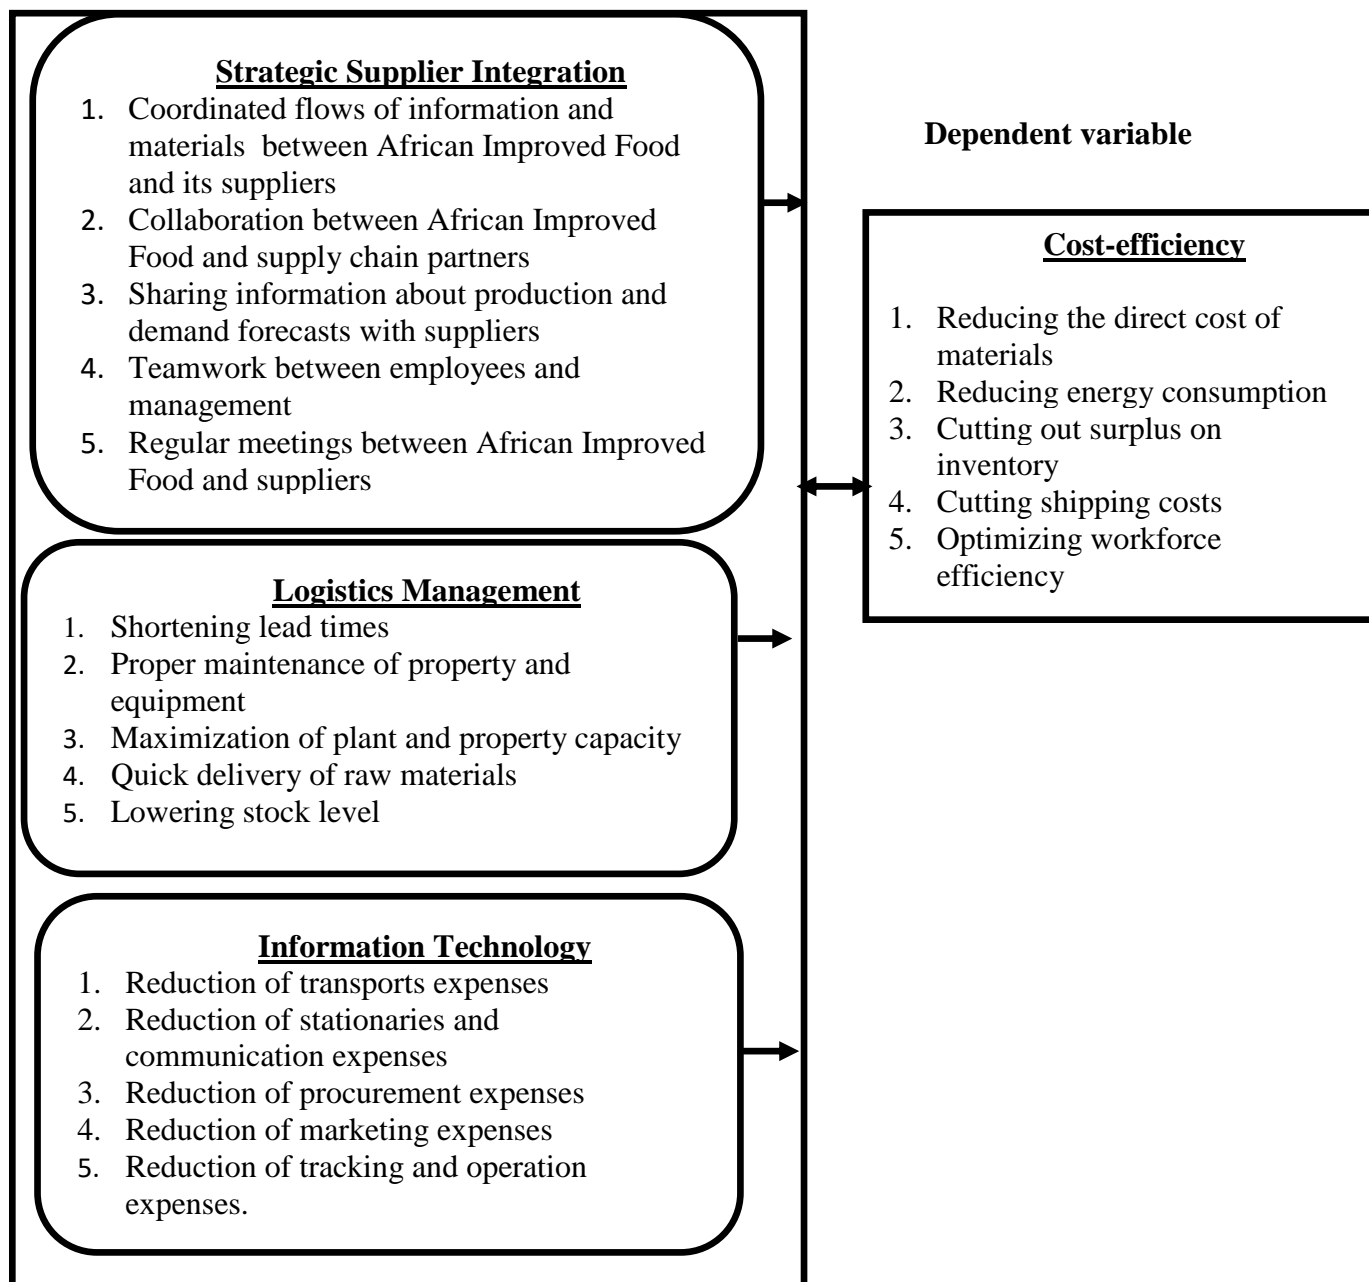 Strategic Supplier Integration
1. Coordinated flows of information and
materials between African Improved Food
and its suppliers
2. Collaboration between African Improved
Food and supply chain partners
3. Sharing information about production and
demand forecasts with suppliers
4. Teamwork between employees and
management
5. Regular meetings between African Improved
Food and suppliers
Logistics Management
1. Shortening lead times
2. Proper maintenance of property and
equipment
3. Maximization of plant and property capacity
4. Quick delivery of raw materials
5. Lowering stock level
Information Technology
1. Reduction of transports expenses
2. Reduction of stationaries and
communication expenses
3. Reduction of procurement expenses
4. Reduction of marketing expenses
5. Reduction of tracking and operation
expenses.
Dependent variable
Cost-efficiency
1. Reducing the direct cost of
materials
2. Reducing energy consumption
3. Cutting out surplus on
inventory
4. Cutting shipping costs
5. Optimizing workforce
efficiency